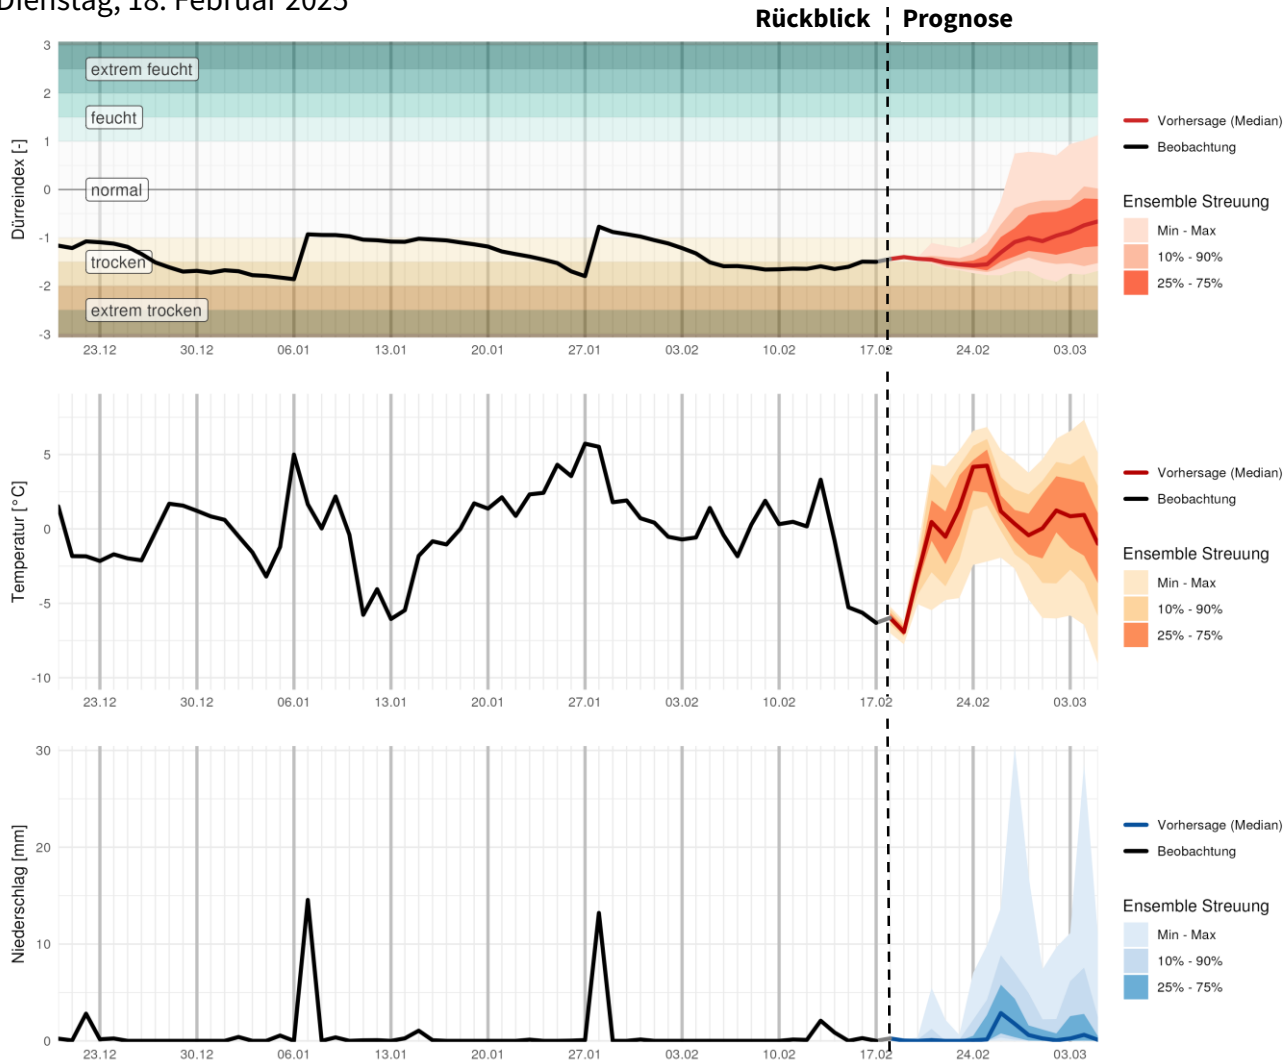 Dienstag, 18. Februar 2025
Rückblick Prognose
Dürreindex [-]
3
2
1
0
-1
-2
-3
extrem feucht
feucht
normal
trocken
extrem trocken
23.12 30.12 06.01 13.01 20.01 27.01 03.02 10.02 17.02 24.02 03.03
Vorhersage (Median)
Beobachtung
Ensemble Streuung
Min - Max
10% - 90%
25% - 75%
Temperatur [°C]
5
0
-5
-10
23.12 30.12 06.01 13.01 20.01 27.01 03.02 10.02 17.02 24.02 03.03
Vorhersage (Median)
Beobachtung
Ensemble Streuung
Min - Max
10% - 90%
25% - 75%
Niederschlag [mm]
30
20
10
0
23.12 30.12 06.01 13.01 20.01 27.01 03.02 10.02 17.02 24.02 03.03
Vorhersage (Median)
Beobachtung
Ensemble Streuung
Min - Max
10% - 90%
25% - 75%